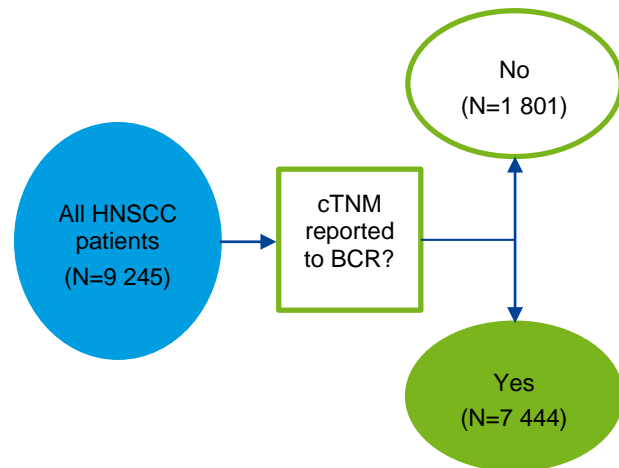 All HNSCC
patients
(N=9 245)
cTNM
reported
to BCR?
No
(N=1 801)
Yes
(N=7 444)